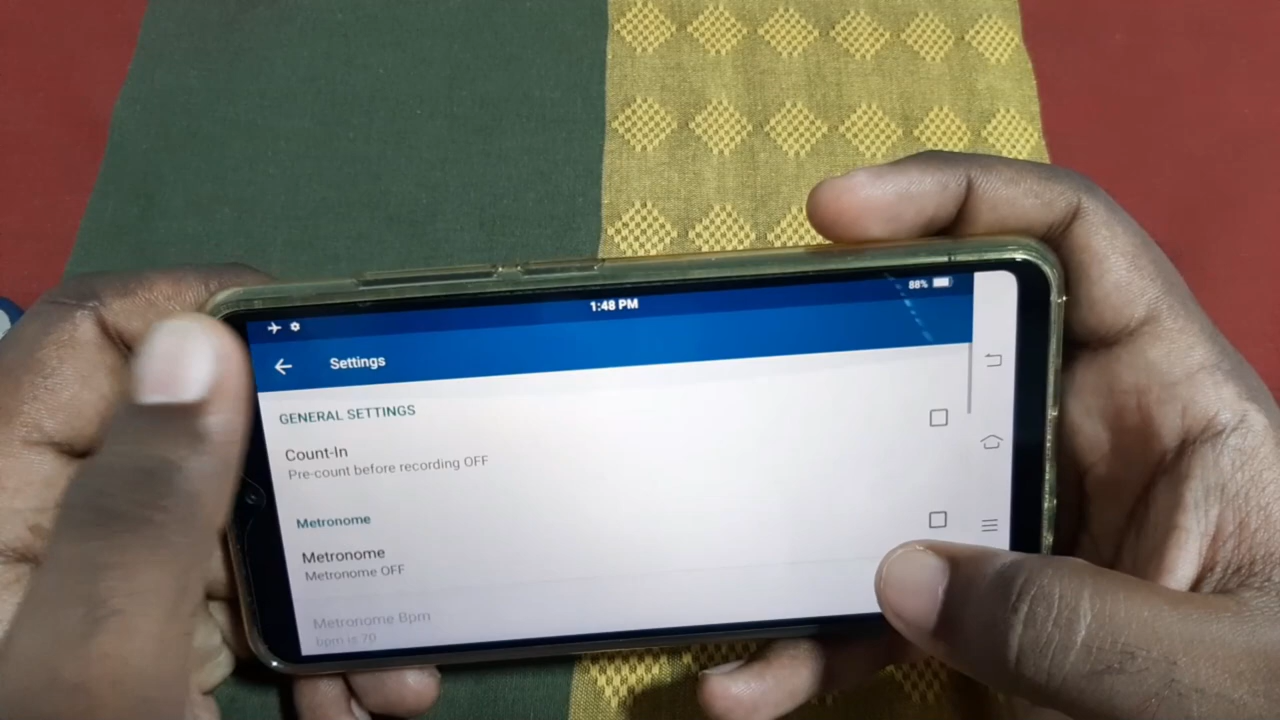 1:48 PM
88%
Settings
GENERAL SETTINGS
Count-In
Pre-count before recording OFF
Metronome
Metronome
Metronome OFF
Metronome Bpm
bpm is 70